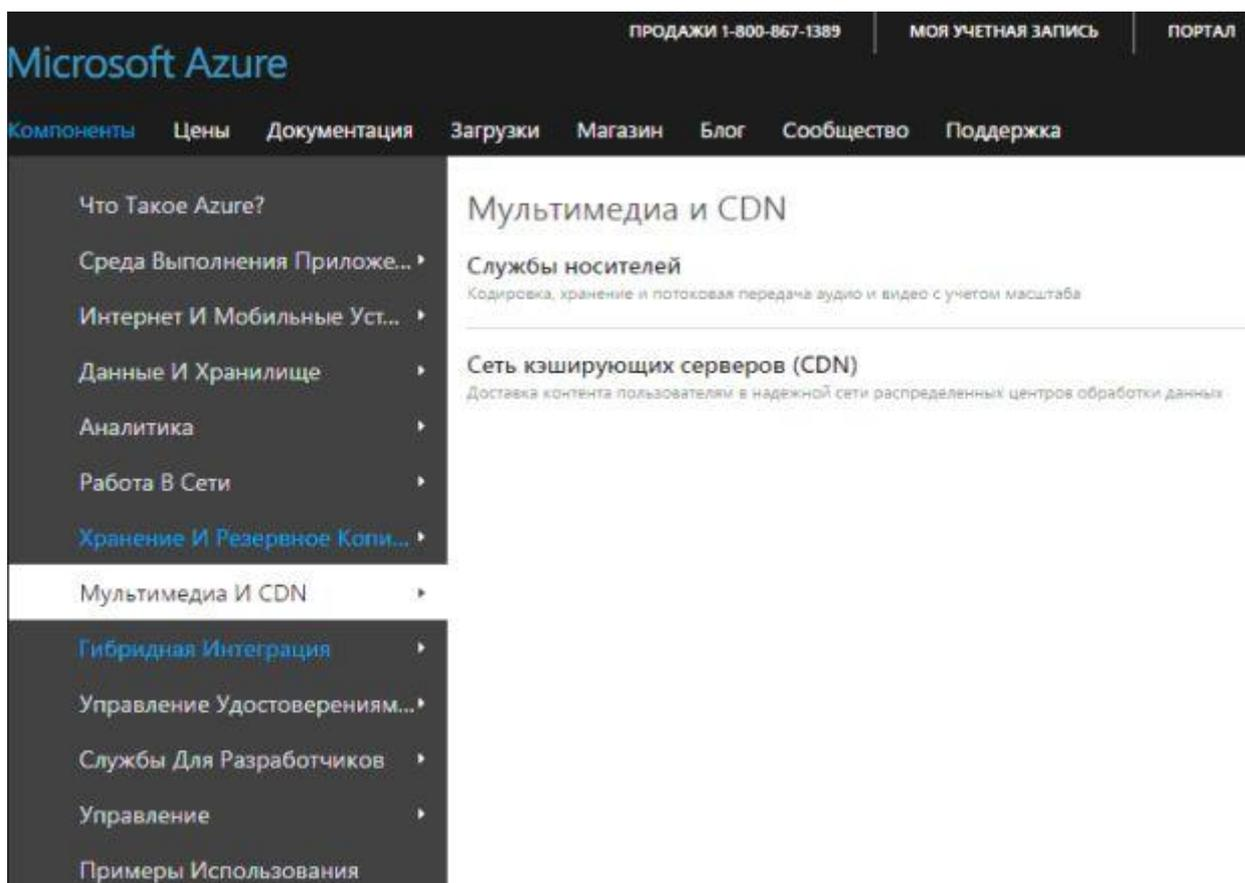 ПРОДАЖИ 1-800-867-1389
МОЯ УЧЕТНАЯ ЗАПИСЬ
ПОРТАЛ
Microsoft Azure
Компоненты Цены Документация Загрузки Магазин Блог Сообщество Поддержка
Что Такое Azure?
Среда Выполнения Приложе...
Интернет И Мобильные Уст...
Данные И Хранилище
Аналитика
Работа В Сети
Хранение И Резервное Копи...
Мультимедиа И CDN
Гибридная Интеграция
Управление Удостоверениям...
Службы Для Разработчиков
Управление
Примеры Использования
Мультимедиа и CDN
Службы носителей
Кодировка, хранение и потоковая передача аудио и видео с учетом масштаба
Сеть кэширующих серверов (CDN)
Доставка контента пользователям в надежной сети распределенных центров обработки данных